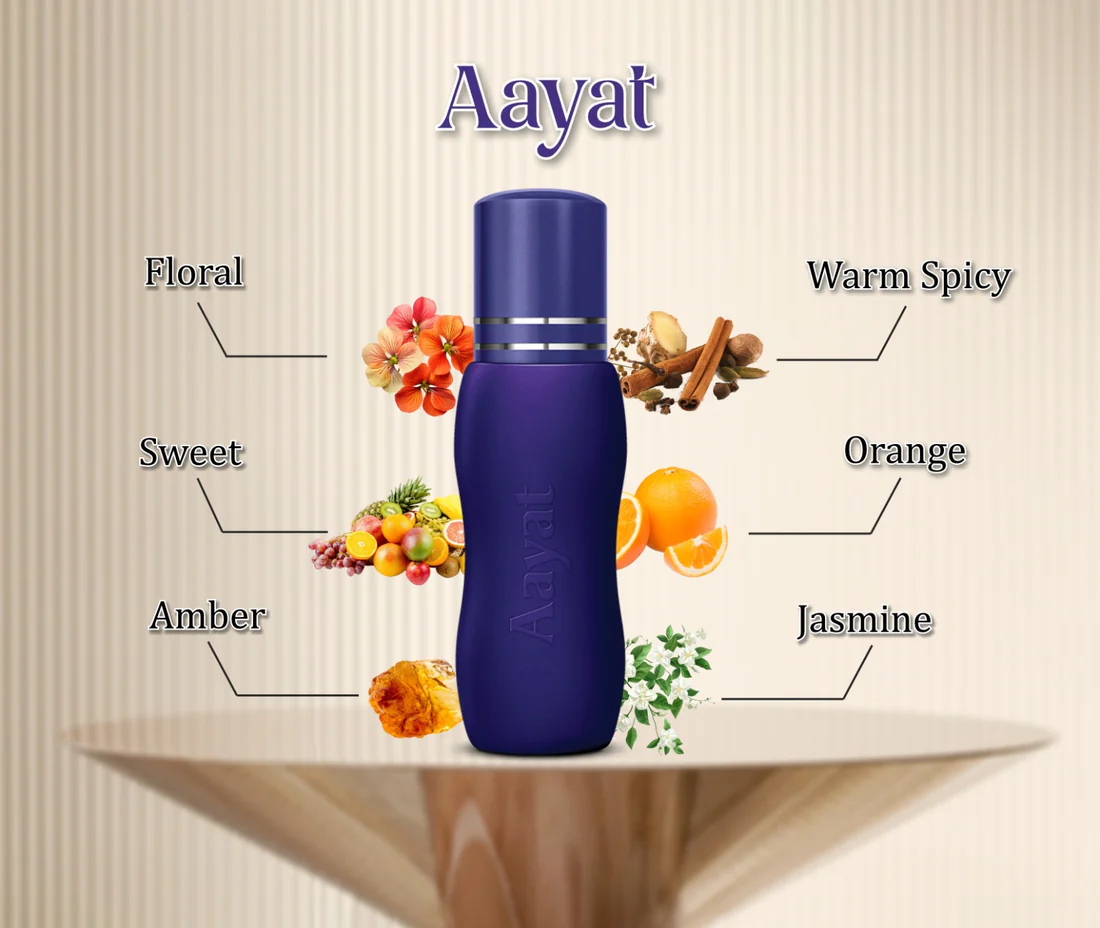 Aayat
Floral
Warm Spicy
Sweet
Orange
Aayat
Amber
Jasmine